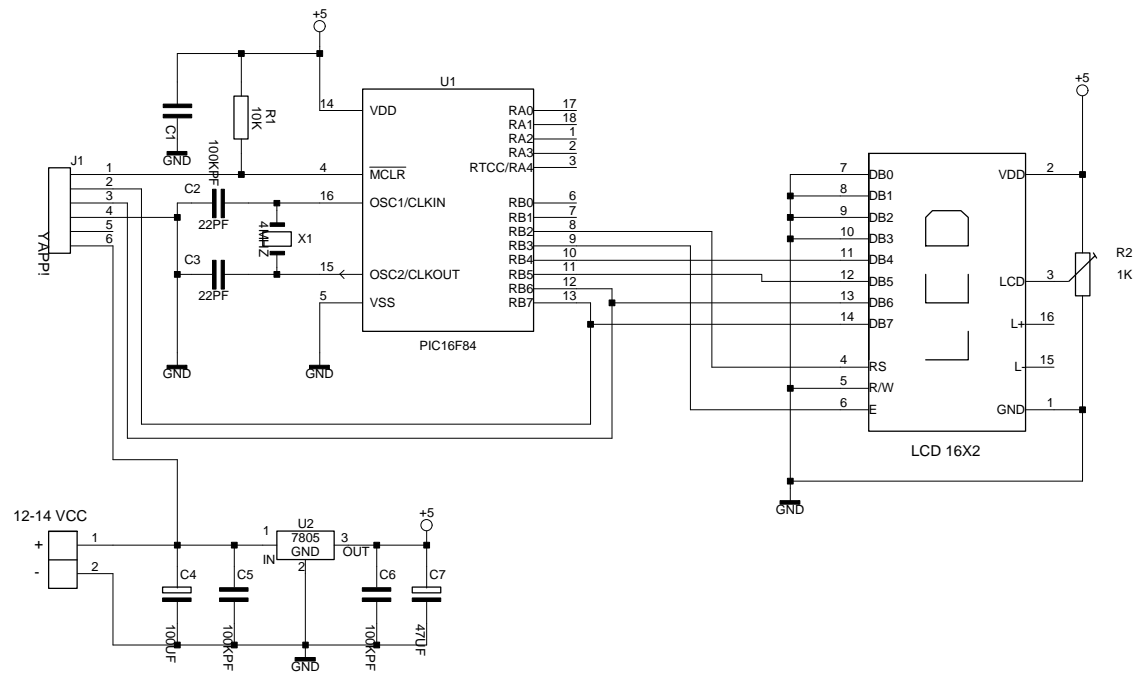 +5
U1
14
VDD
R1
10K
C1
GND
100KPF
J1
1
2
3
4
5
6
Y APP!
4
MCLR
C2
22PF
16
OSC1/CLKIN
4MHZ
X1
C3
22PF
15
OSC2/CLKOUT
5
VSS
GND
GND
RA0
17
RA1
18
RA2
1
RA3
2
RTCC/RA4
3
RB0
6
RB1
7
RB2
8
RB3
9
RB4
10
RB5
11
RB6
12
RB7
13
PIC16F84
+5
7
DB0
8
DB1
9
DB2
10
DB3
11
DB4
12
DB5
13
DB6
14
DB7
4
RS
5
R/W
6
E
VDD
2
LCD
3
R2
1K
L+
16
L-
15
GND
1
LCD 16X2
GND
12-14 VCC
+
1
-
2
1
IN
U2
7805
GND
2
3
OUT
+5
C4
100UF
C5
100KPF
C6
100KPF
C7
47UF
GND